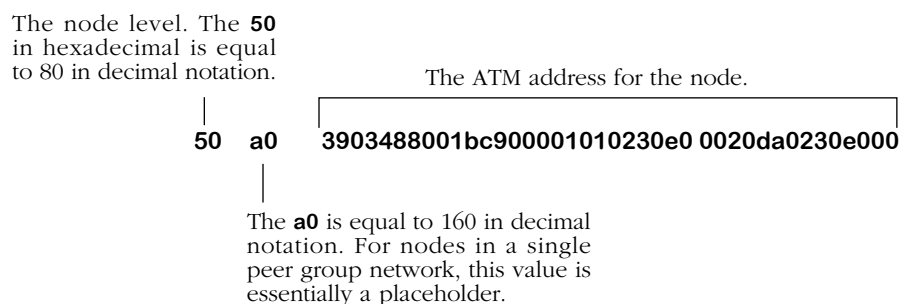 The node level. The 50
in hexadecimal is equal
to 80 in decimal notation.
The ATM address for the node.
50 a0 3903488001bc900001010230e0 0020da0230e000
The a0 is equal to 160 in decimal
notation. For nodes in a single
peer group network, this value is
essentially a placeholder.